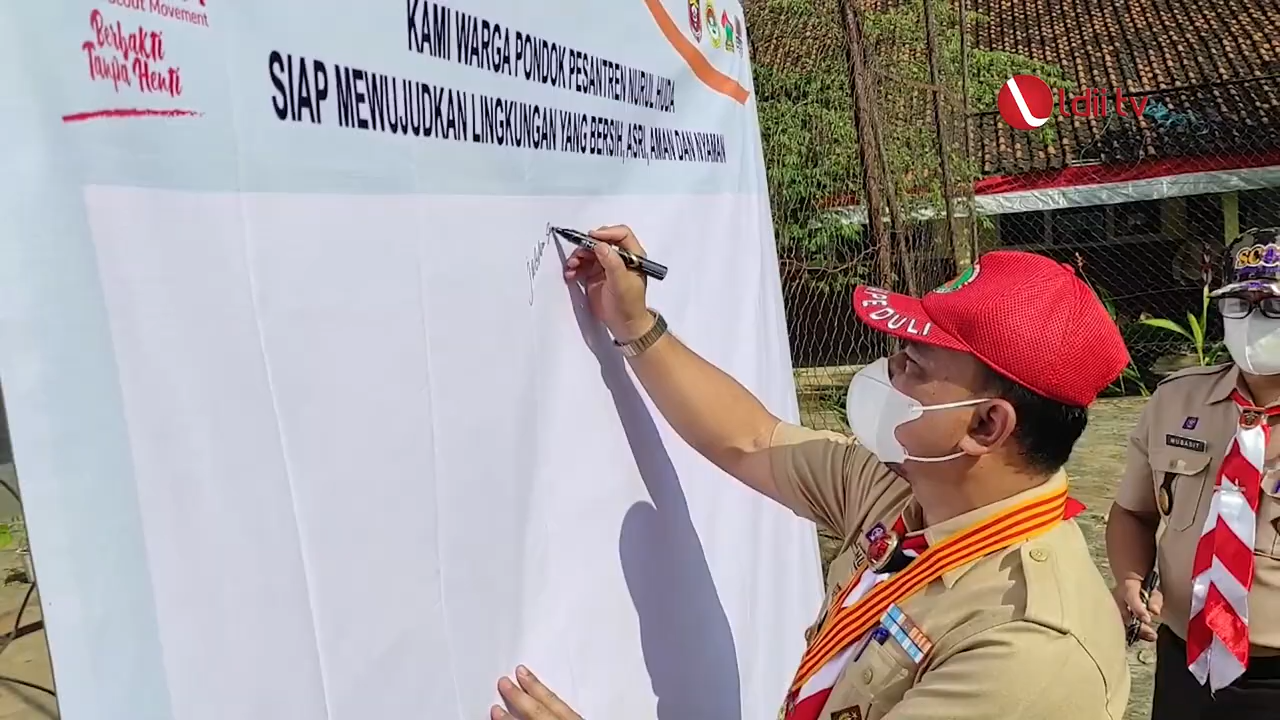 Scout Movement
Berbakti
Tanpa Henti
KAMI WARGA PONDOK PESANTREN NURUL HUDA
SIAP MEWUJUDKAN LINGKUNGAN YANG BERSIH, ASRI, AMAN DAN NYAMAN
ldii tv
PEDULI
WUBASIT